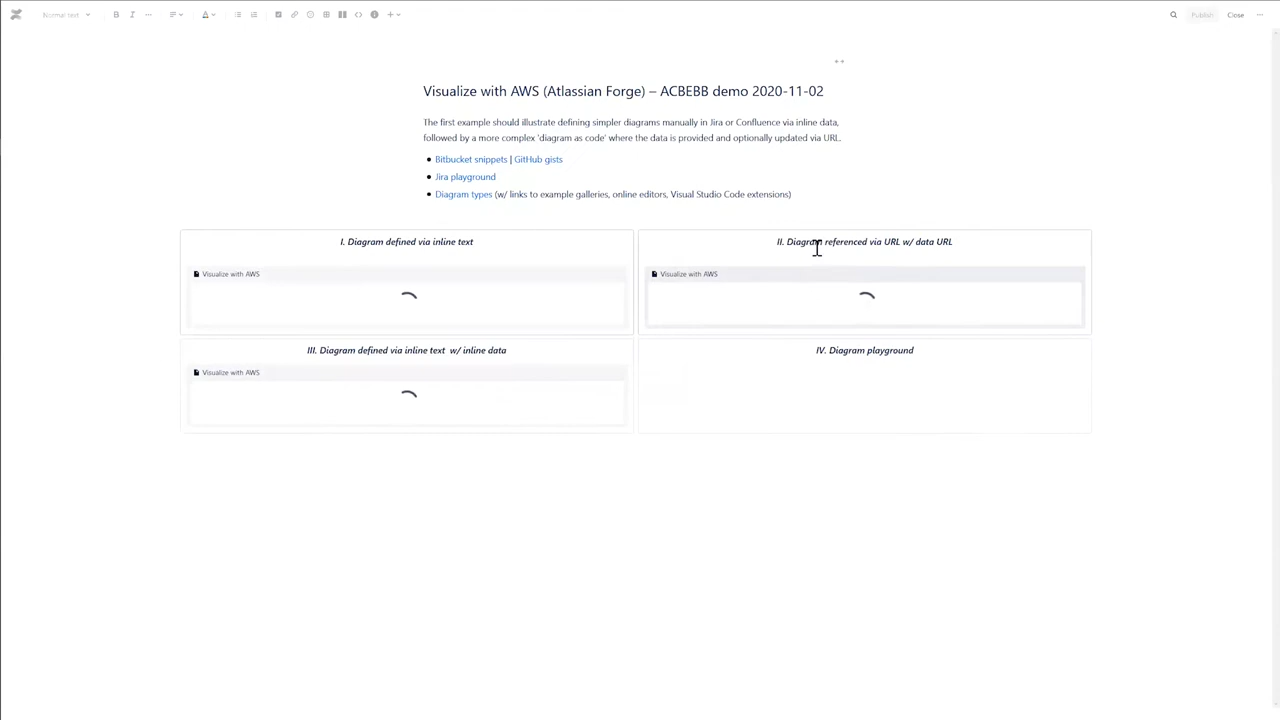 Normal text
Publish
Close
Visualize with AWS (Atlassian Forge) – ACBEBB demo 2020-11-02
The first example should illustrate defining simpler diagrams manually in Jira or Confluence via inline data,
followed by a more complex 'diagram as code' where the data is provided and optionally updated via URL.
Bitbucket snippets | GitHub gists
Jira playground
Diagram types (w/ links to example galleries, online editors, Visual Studio Code extensions)
I. Diagram defined via inline text
Visualize with AWS
II. Diagram referenced via URL w/ data URL
Visualize with AWS
III. Diagram defined via inline text w/ inline data
Visualize with AWS
IV. Diagram playground